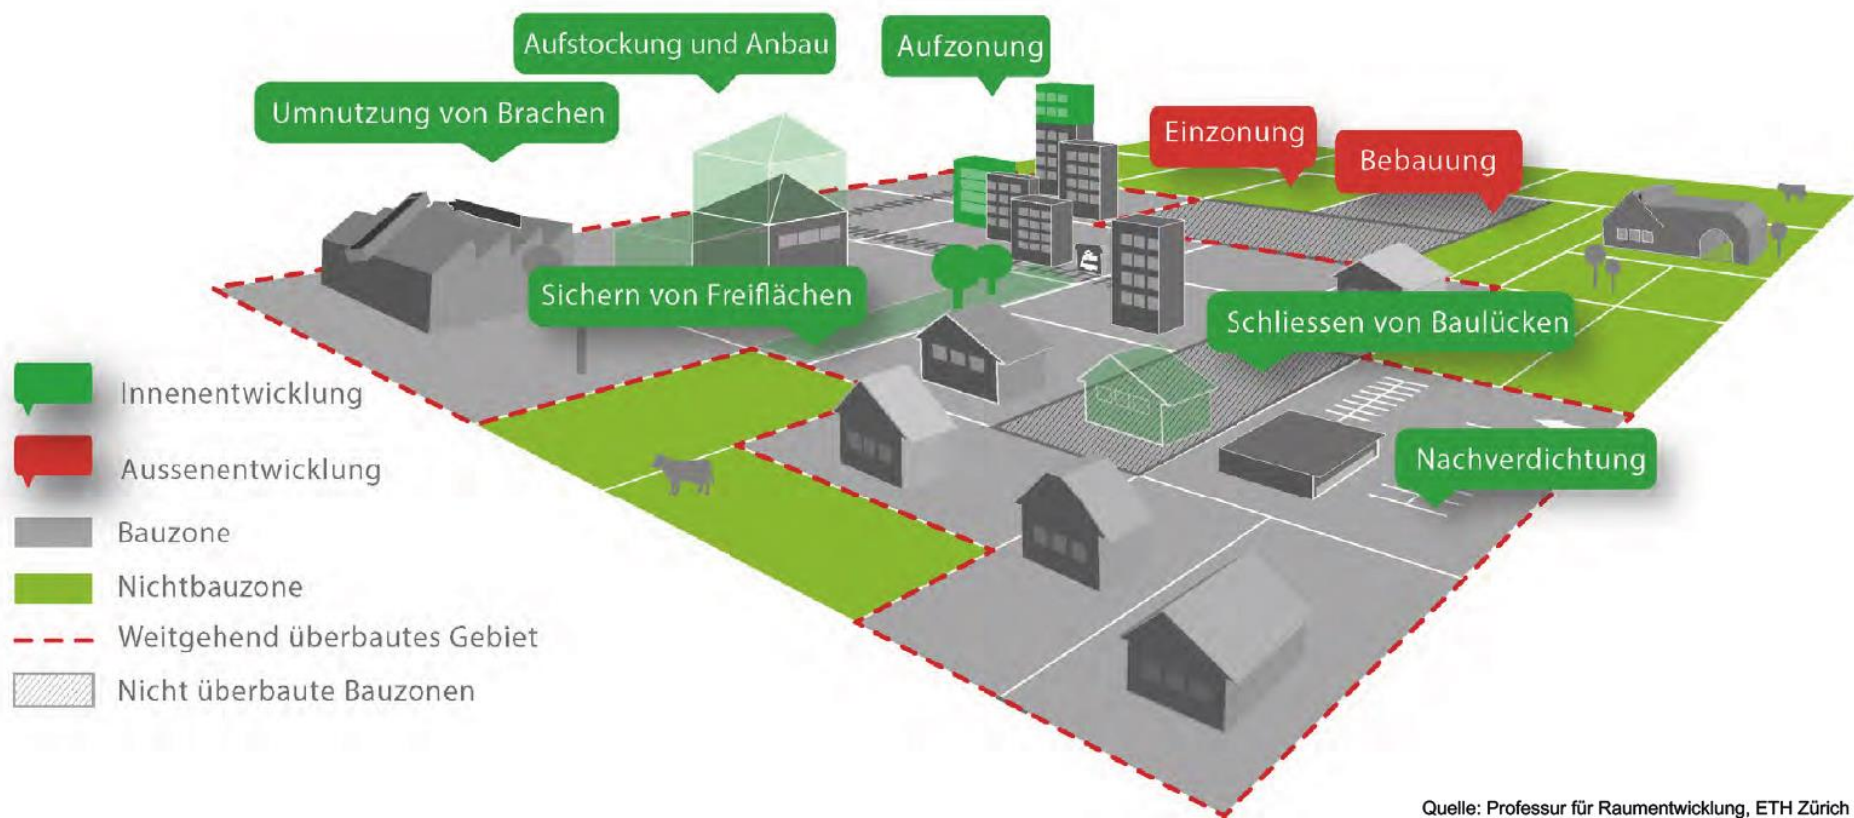 Aufstockung und Anbau
Aufzonung
Umnutzung von Brachen
Einzonung
Bebauung
Sichern von Freiflächen
Schliessen von Baulücken
Nachverdichtung
Innenentwicklung
Aussenentwicklung
Bauzone
Nichtbauzone
Weitgehend überbautes Gebiet
Nicht überbaute Bauzonen
Quelle: Professur für Raumentwicklung, ETH Zürich